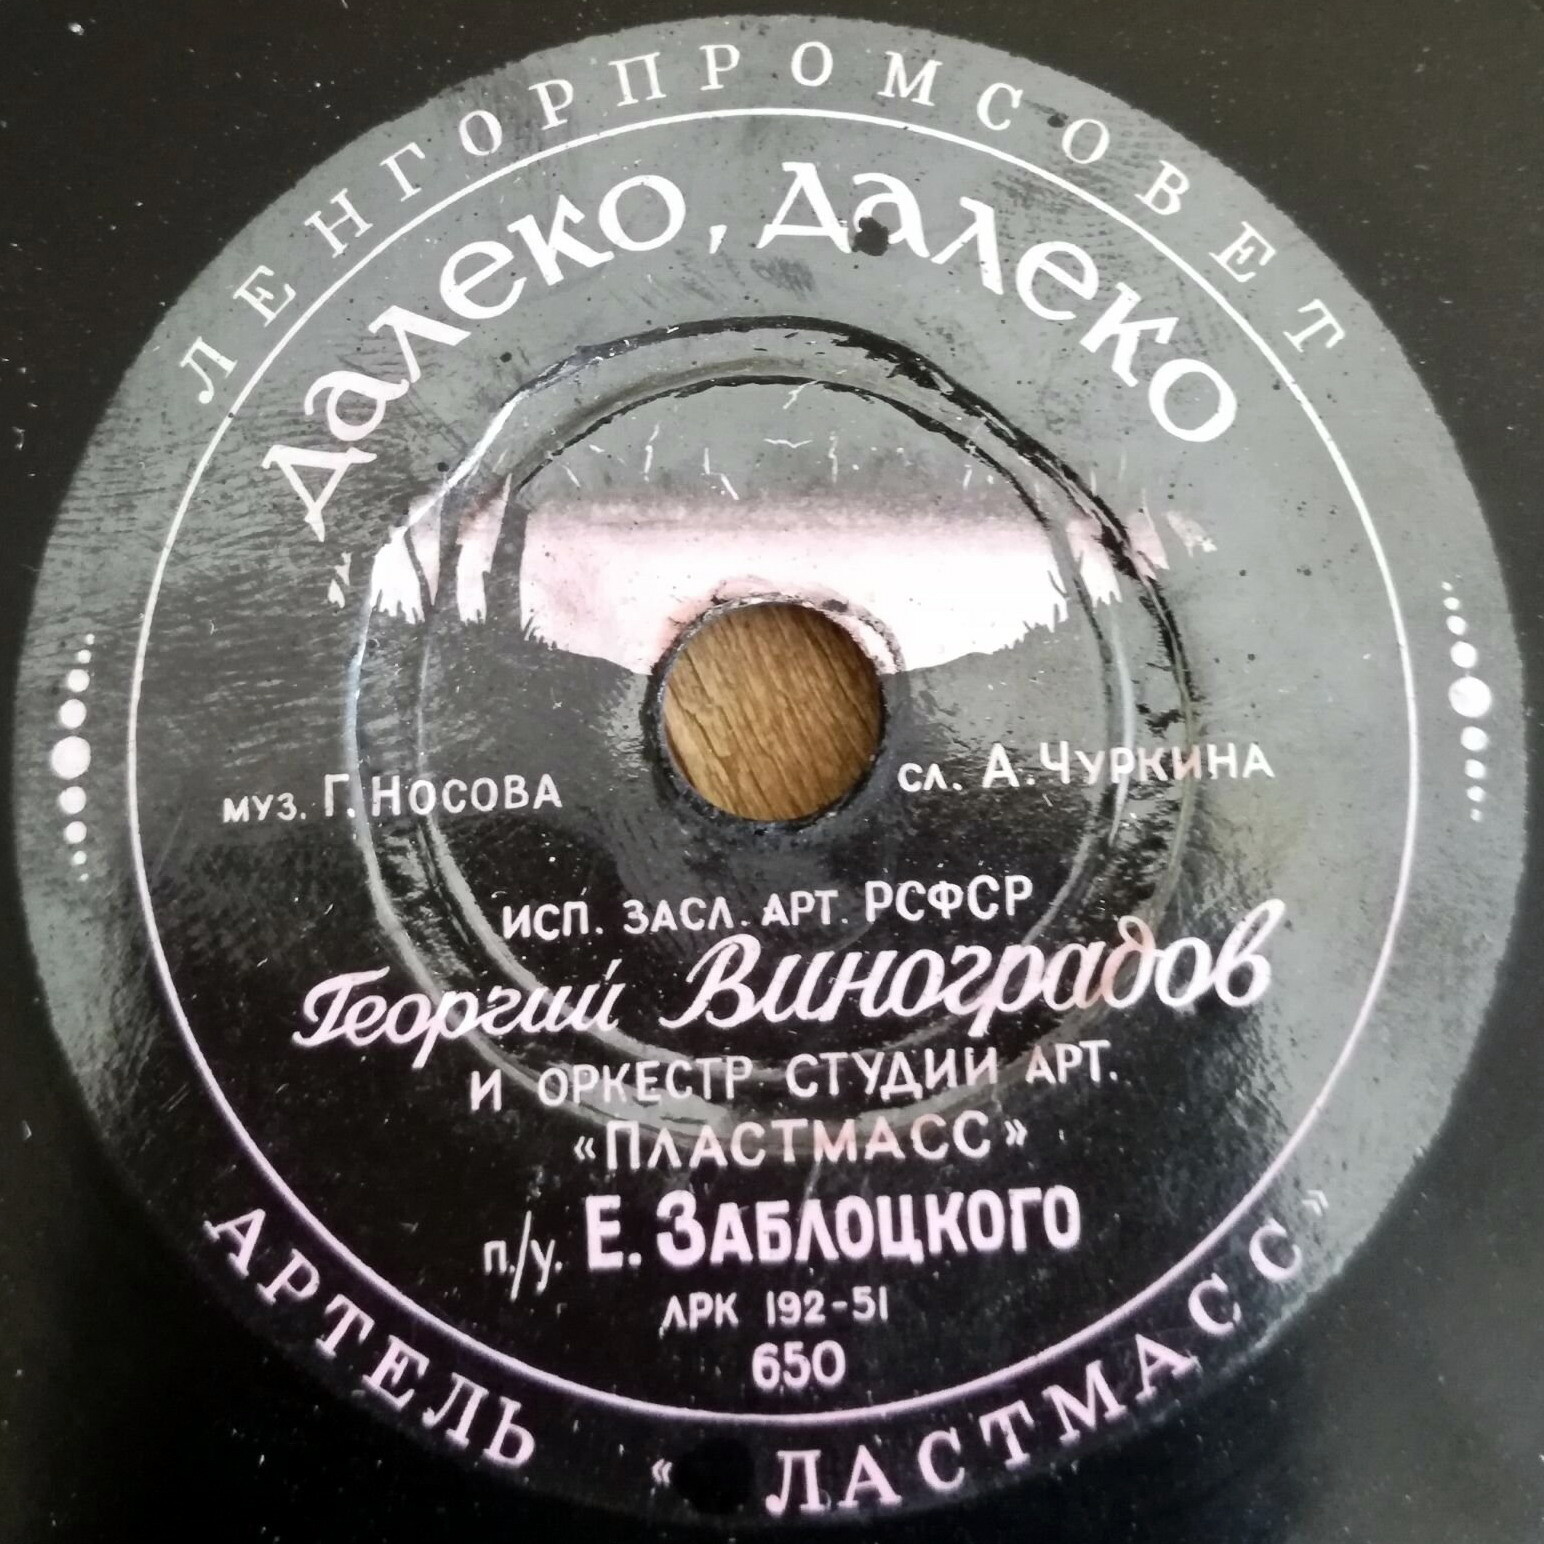 ЛЕНГОРПРОМСОВЕТ
"ДАЛЕКО, ДАЛЕКО
МУЗ. Г. НОСОВА
СЛ. А. ЧУРКИНА
ИСП. ЗАСЛ. АРТ. РСФСР
Георгий Виноградов
И ОРКЕСТР СТУДИИ АРТ.
«ПЛАСТМАСС»
п/у. Е. ЗАБЛОЦКОГО
ЛРК 192-51
650
АРТЕЛЬ « ЛАСТМАСС»